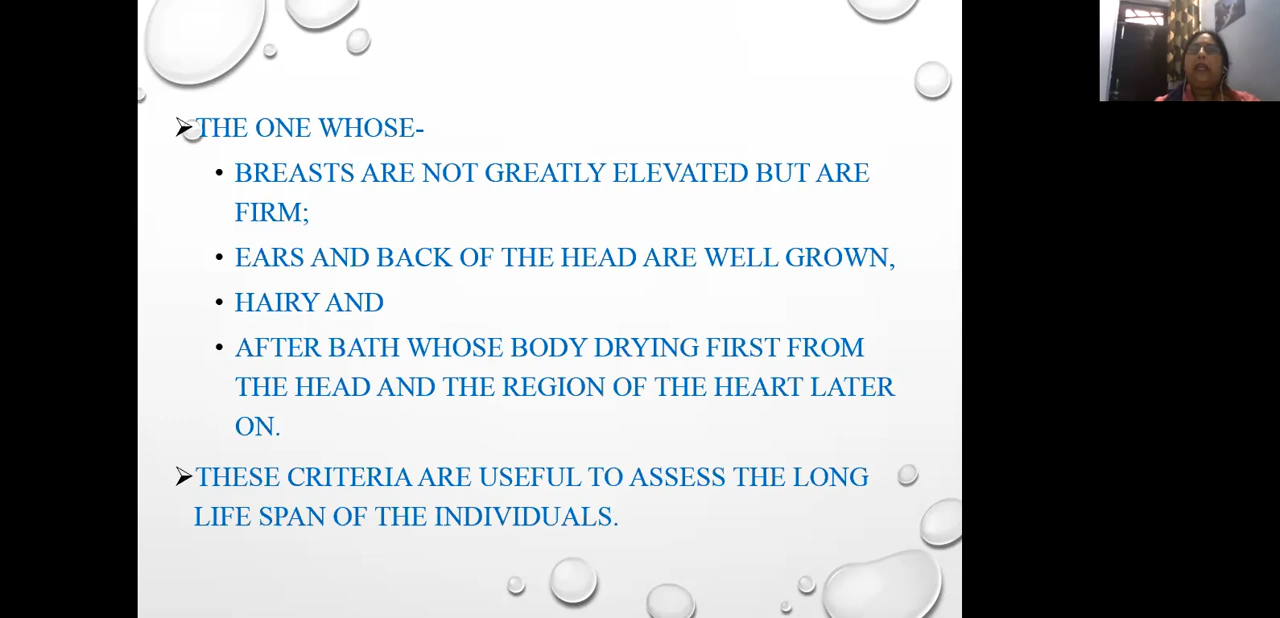 THE ONE WHOSE-
BREASTS ARE NOT GREATLY ELEVATED BUT ARE
FIRM;
EARS AND BACK OF THE HEAD ARE WELL GROWN,
HAIRY AND
AFTER BATH WHOSE BODY DRYING FIRST FROM
THE HEAD AND THE REGION OF THE HEART LATER
ON.
THESE CRITERIA ARE USEFUL TO ASSESS THE LONG
LIFE SPAN OF THE INDIVIDUALS.